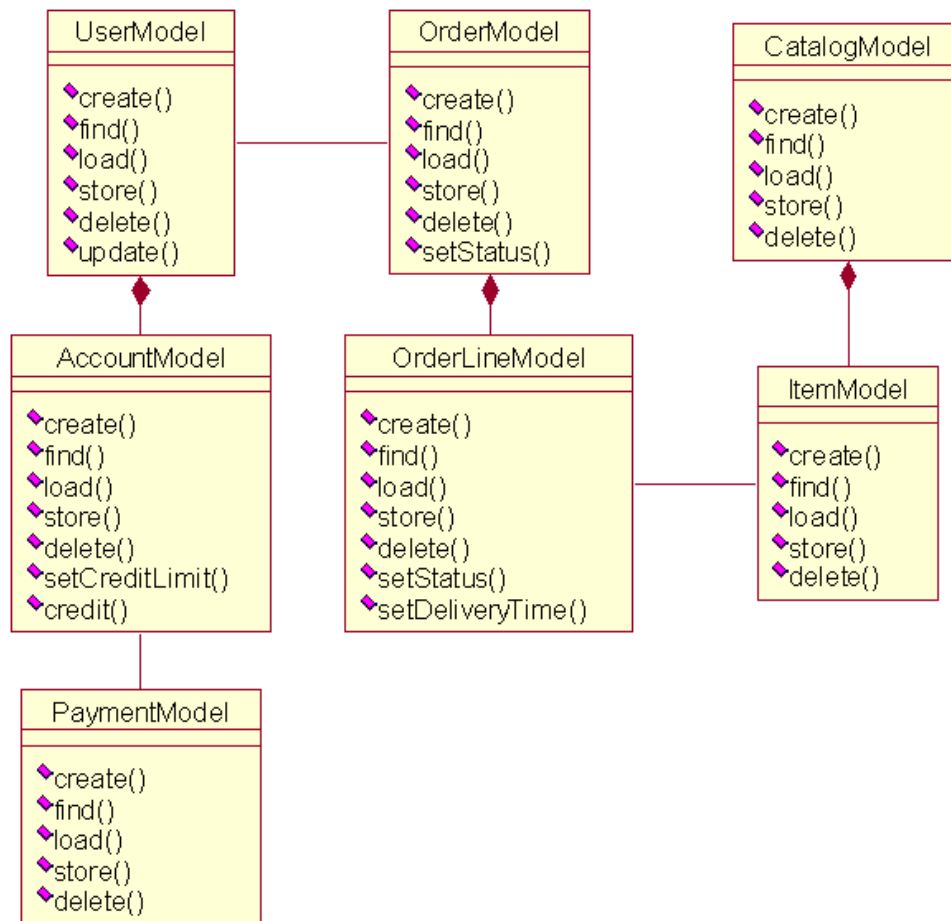 UserModel
create()
find()
load()
store()
delete()
update()
OrderModel
create()
find()
load()
store()
delete()
setStatus()
CatalogModel
create()
find()
load()
store()
delete()
AccountModel
create()
find()
load()
store()
delete()
setCreditLimit()
credit()
OrderLineModel
create()
find()
load()
store()
delete()
setStatus()
setDeliveryTime()
ItemModel
create()
find()
load()
store()
delete()
PaymentModel
create()
find()
load()
store()
delete()